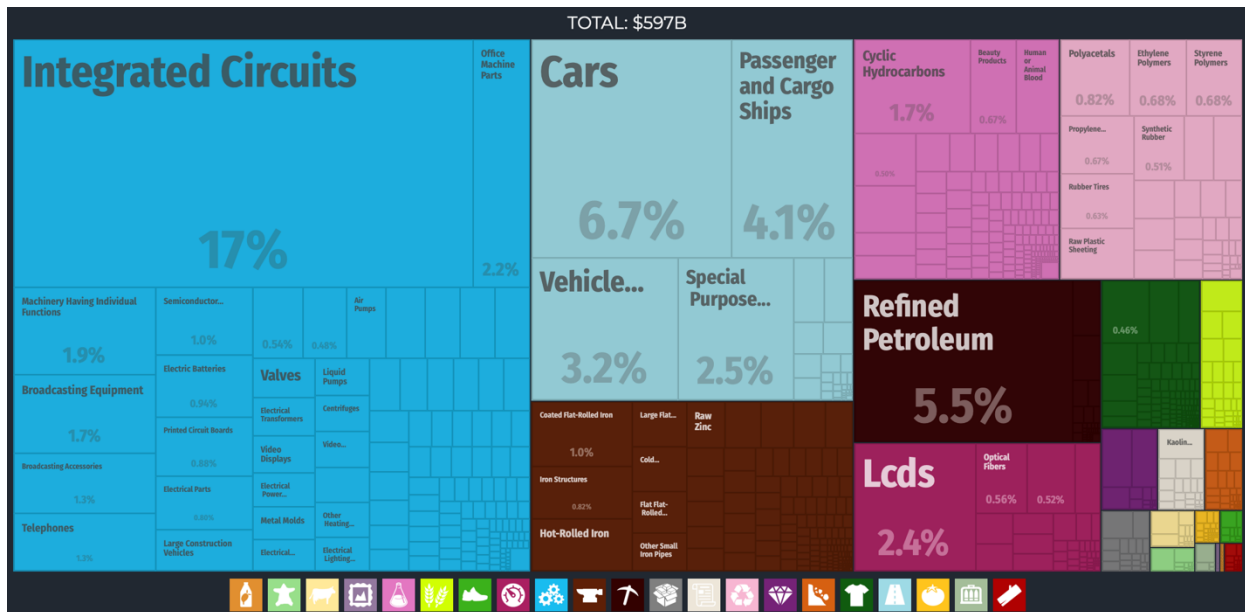 TOTAL: $597B
Integrated Circuits
17%
Office
Machine
Parts
2.2%
Machinery Having Individual
Functions
1.9%
Broadcasting Equipment
1.7%
Broadcasting Accessories
1.3%
Telephones
1.3%
Semiconductor...
1.0%
Electric Batteries
0.94%
Printed Circuit Boards
0.88%
Electrical Parts
Large Construction
Vehicles
0.54%
0.48%
Air
Pumps
Valves
Electrical
Transformers
Video
Displays
Electrical
Power...
Metal Molds
Electrical...
Liquid
Pumps
Centrifuges
Video...
Other
Heating...
Electrical
Lighting...
Cars
6.7%
Passenger
and Cargo
Ships
4.1%
Vehicle...
3.2%
Special
Purpose...
2.5%
Coated Flat-Rolled Iron
1.0%
Iron Structures
0.82%
Hot-Rolled Iron
Large Flat...
Cold...
Flat Flat-
Rolled...
Other Small
Iron Pipes
Raw
Zinc
Cyclic
Hydrocarbons
1.7%
Beauty
Products
0.67%
Human
or
Animal
Blood
Polyacetals
0.82%
Ethylene
Polymers
0.68%
Styrene
Polymers
0.68%
Propylene...
0.67%
Synthetic
Rubber
0.51%
Rubber Tires
0.63%
Raw Plastic
Sheeting
Refined
Petroleum
5.5%
0.46%
Lcds
2.4%
Optical
Fibers
0.56%
0.52%
Kaolin...